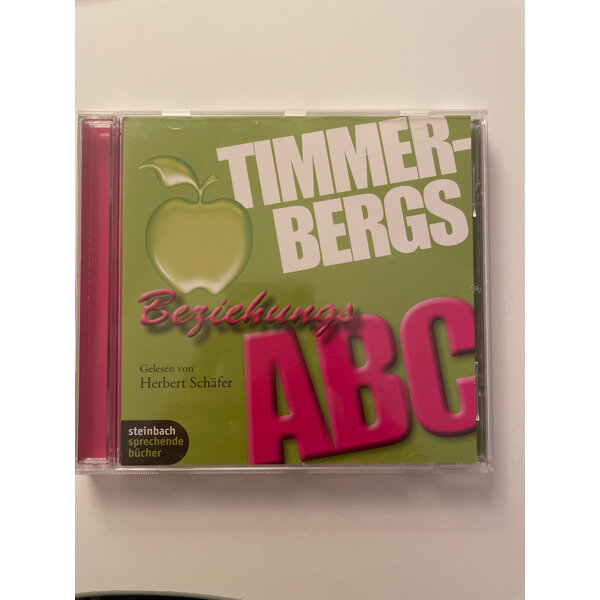 TIMMER-
BERGS
Beziehungs
ABC
Gelesen von
Herbert Schäfer
steinbach
sprechende
bücher